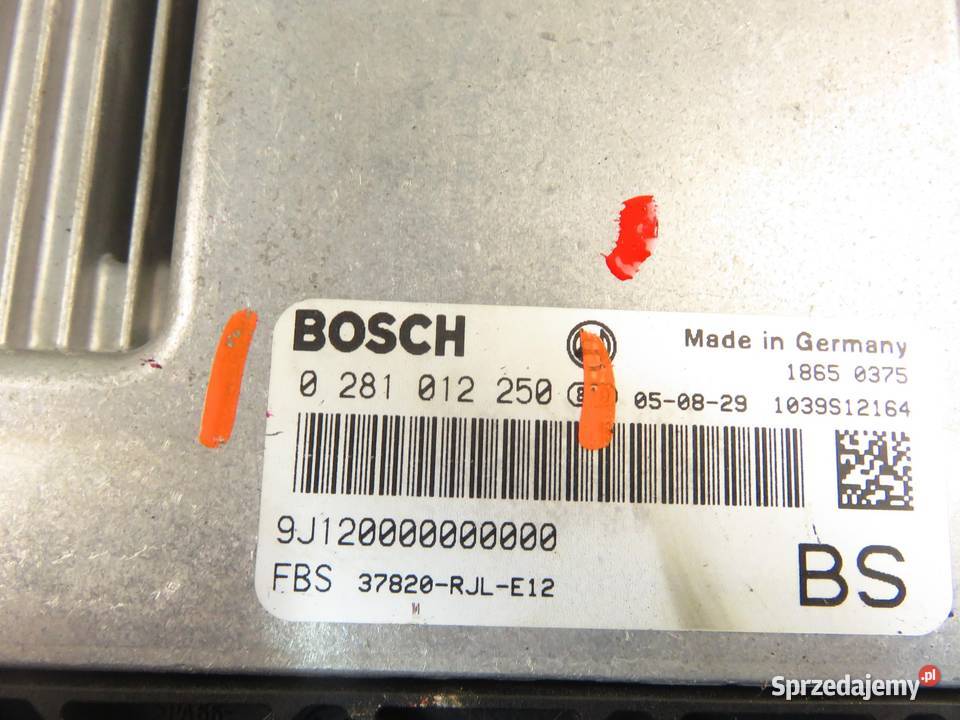 BOSCH
Made in Germany
1865 0375
0 281 012 250
05-08-29 1039S12164
9J120000000000
BS
FBS 37820-RJL-E12
M
Sprzedajemy.pl